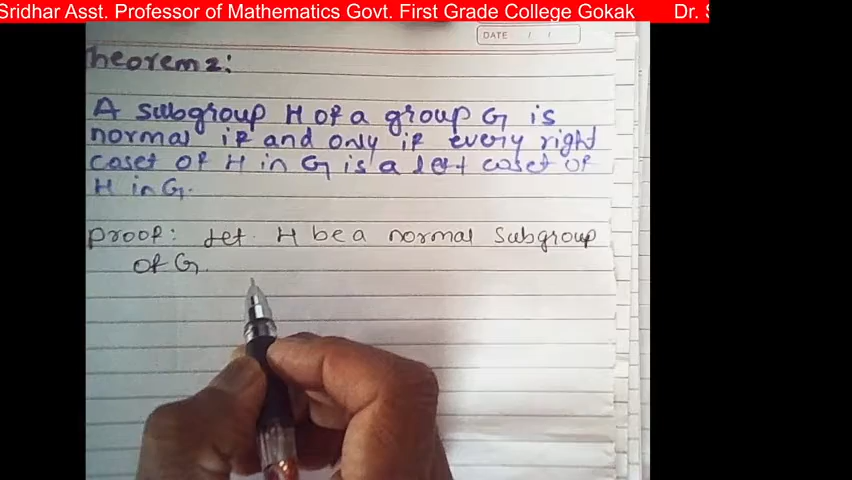 Sridhar Asst. Professor of Mathematics Govt. First Grade College Gokak Dr. S
DATE / /
Theorem 2:
A subgroup H of a group G is
normal if and only if every right
coset of H in G is a left coset of
H in G.
Proof: Let H be a normal subgroup
of G.